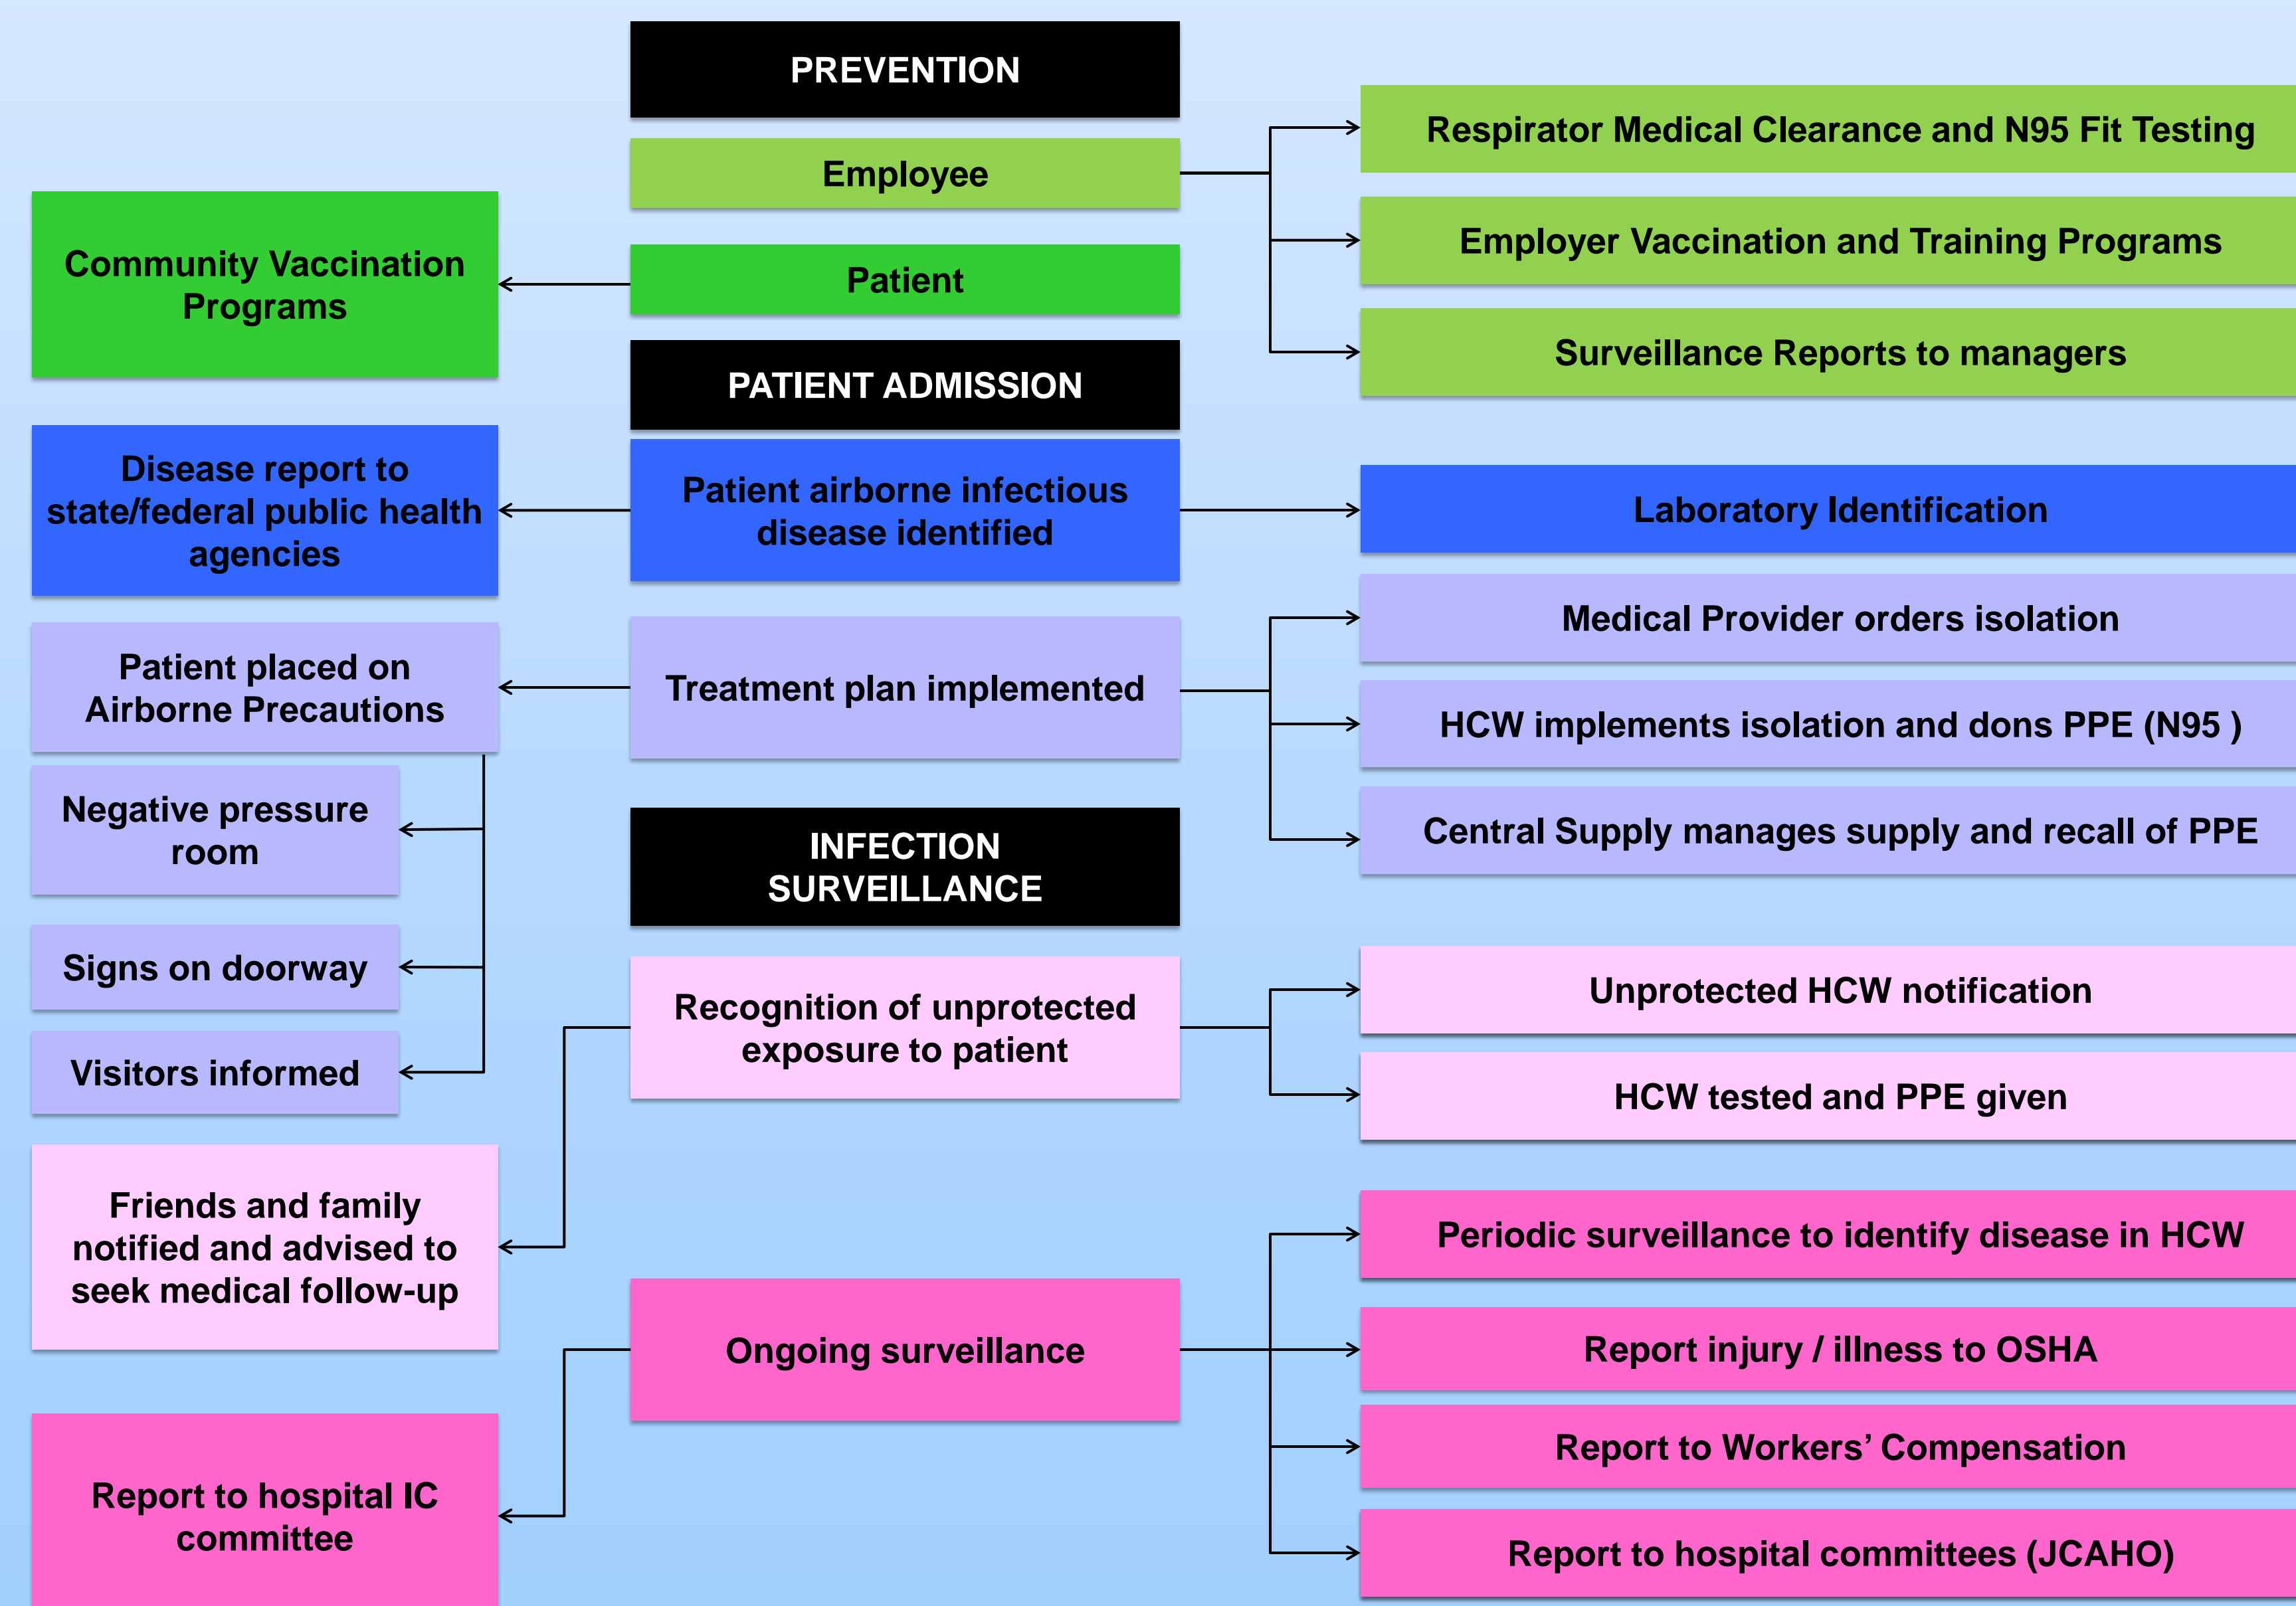 PREVENTION
Employee
Patient
Community Vaccination
Programs
Respirator Medical Clearance and N95 Fit Testing
Employer Vaccination and Training Programs
Surveillance Reports to managers
PATIENT ADMISSION
Disease report to
state/federal public health
agencies
Patient airborne infectious
disease identified
Laboratory Identification
Patient placed on
Airborne Precautions
Treatment plan implemented
Medical Provider orders isolation
HCW implements isolation and dons PPE (N95 )
Central Supply manages supply and recall of PPE
Negative pressure
room
Signs on doorway
Visitors informed
INFECTION
SURVEILLANCE
Recognition of unprotected
exposure to patient
Unprotected HCW notification
HCW tested and PPE given
Friends and family
notified and advised to
seek medical follow-up
Ongoing surveillance
Periodic surveillance to identify disease in HCW
Report injury / illness to OSHA
Report to Workers’ Compensation
Report to hospital committees (JCAHO)
Report to hospital IC
committee